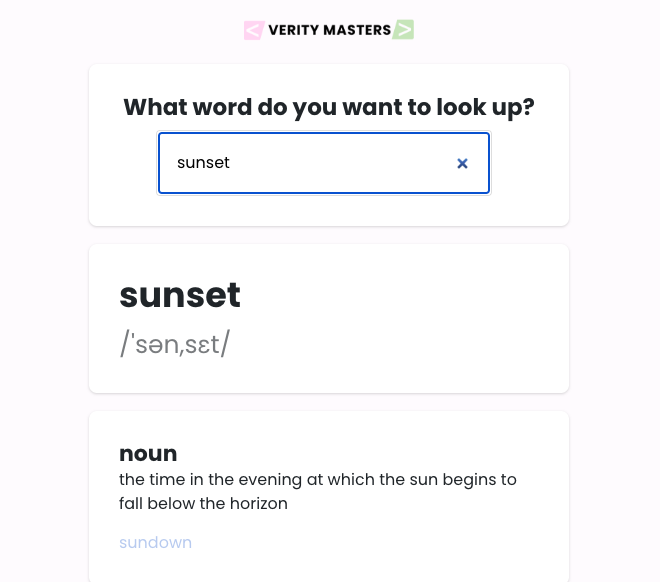 < VERITY MASTERS >
What word do you want to look up?
sunset
sunset
/ˈsənˌsɛt/
noun
the time in the evening at which the sun begins to
fall below the horizon
sundown